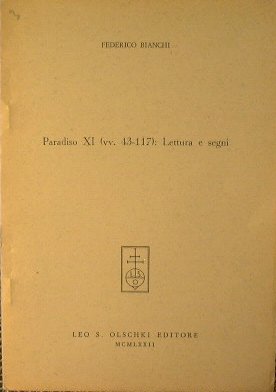 FEDERICO BIANCHI
Paradiso XI (vv. 43-117): Lettura e segni
LEO S. OLSCHKI EDITORE
MCMLXXII